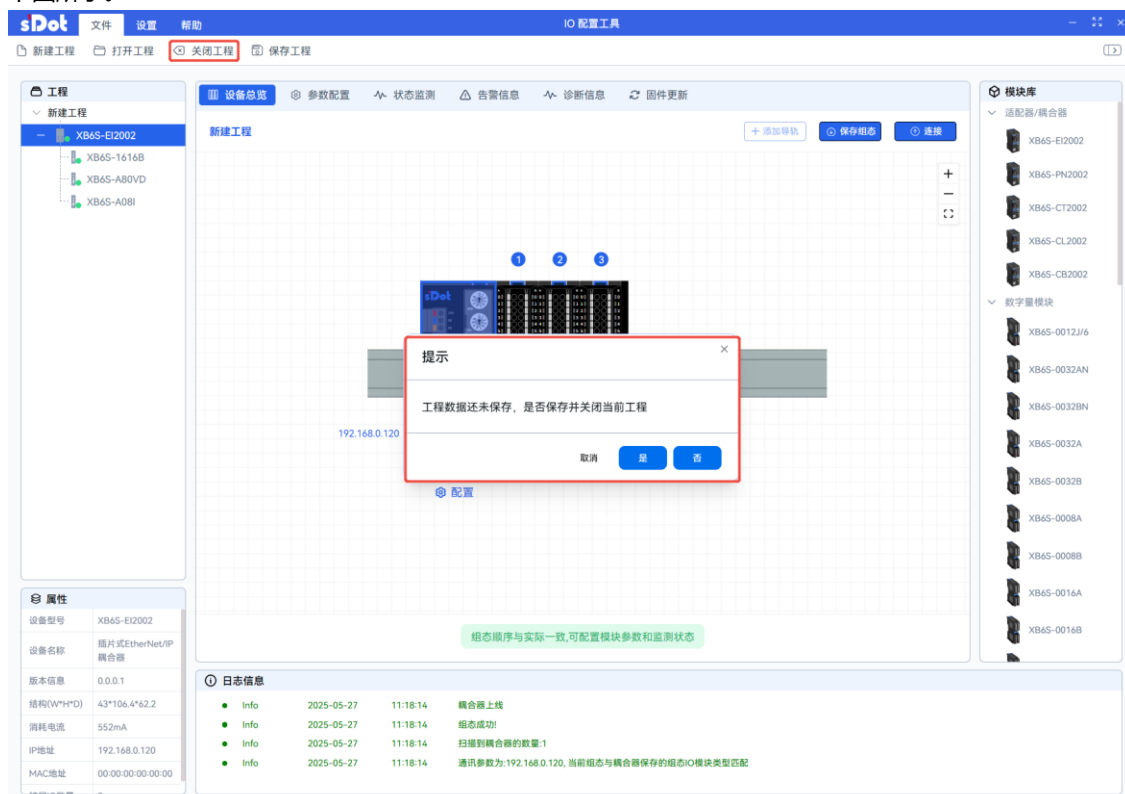 sDot 文件 设置 帮助 IO 配置工具
新建工程 打开工程 关闭工程 保存工程
工程
新建工程
XB6S-EI2002
XB6S-1616B
XB6S-A80VD
XB6S-A08I
设备总览 参数配置 状态监测 告警信息 诊断信息 固件更新
新建工程 + 添加导轨 保存组态 连接
1 2 3
sDot
提示
工程数据还未保存，是否保存并关闭当前工程
取消 是 否
192.168.0.120
配置
组态顺序与实际一致,可配置模块参数和监测状态
模块库
适配器/耦合器
XB6S-EI2002
XB6S-PN2002
XB6S-CT2002
XB6S-CL2002
XB6S-CB2002
数字量模块
XB6S-0012J/6
XB6S-0032AN
XB6S-0032BN
XB6S-0032A
XB6S-0032B
XB6S-0008A
XB6S-0008B
XB6S-0016A
XB6S-0016B
属性
设备型号 XB6S-EI2002
设备名称 插片式EtherNet/IP
耦合器
版本信息 0.0.0.1
结构(W*H*D) 43*106.4*62.2
消耗电流 552mA
IP地址 192.168.0.120
MAC地址 00:00:00:00:00:00
日志信息
Info 2025-05-27 11:18:14 耦合器上线
Info 2025-05-27 11:18:14 组态成功!
Info 2025-05-27 11:18:14 扫描到耦合器的数量:1
Info 2025-05-27 11:18:14 通讯参数为:192.168.0.120, 当前组态与耦合器保存的组态IO模块类型匹配